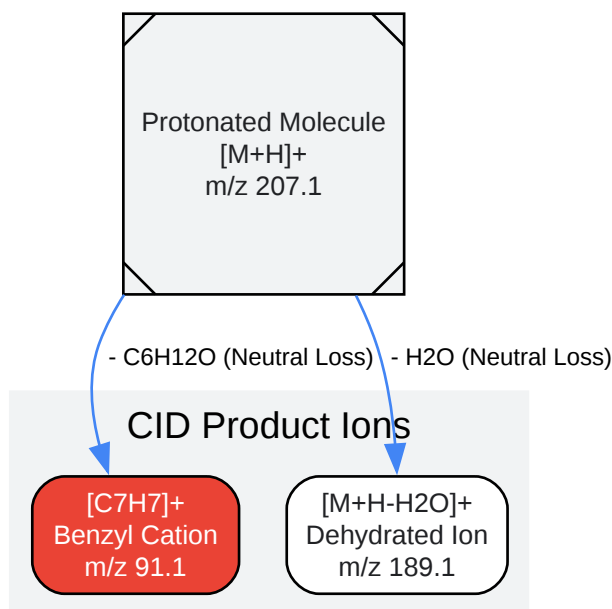 Protonated Molecule
[M+H]+
m/z 207.1
- C6H12O (Neutral Loss)
- H2O (Neutral Loss)
CID Product Ions
[C7H7]+
Benzyl Cation
m/z 91.1
[M+H-H2O]+
Dehydrated Ion
m/z 189.1